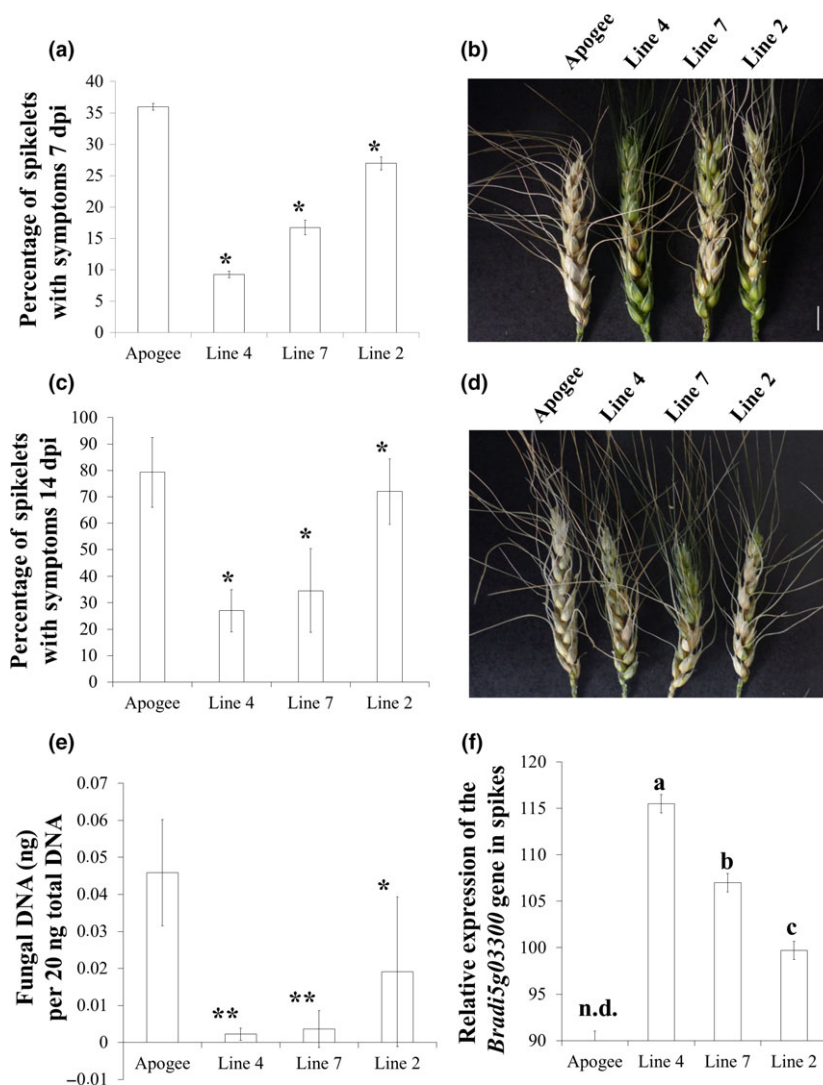 (a)
Percentage of spikelets
with symptoms 7 dpi
40
35
30
25
20
15
10
5
0
*
*
*
Apogee Line 4 Line 7 Line 2
(b)
Apogee
Line 4
Line 7
Line 2
(c)
Percentage of spikelets
with symptoms 14 dpi
100
90
80
70
60
50
40
30
20
10
0
*
*
*
Apogee Line 4 Line 7 Line 2
(d)
Apogee
Line 4
Line 7
Line 2
(e)
Fungal DNA (ng)
per 20 ng total DNA
0.07
0.06
0.05
0.04
0.03
0.02
0.01
0
−0.01
**
**
*
Apogee Line 4 Line 7 Line 2
(f)
Relative expression of the
Bradi5g03300 gene in spikes
120
115
110
105
100
95
90
n.d.
a
b
c
Apogee Line 4 Line 7 Line 2